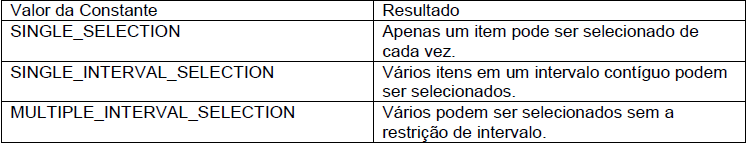 Valor da Constante Resultado
SINGLE_SELECTION Apenas um item pode ser selecionado de
cada vez.
SINGLE_INTERVAL_SELECTION Vários itens em um intervalo contíguo podem
ser selecionados.
MULTIPLE_INTERVAL_SELECTION Vários podem ser selecionados sem a
restrição de intervalo.